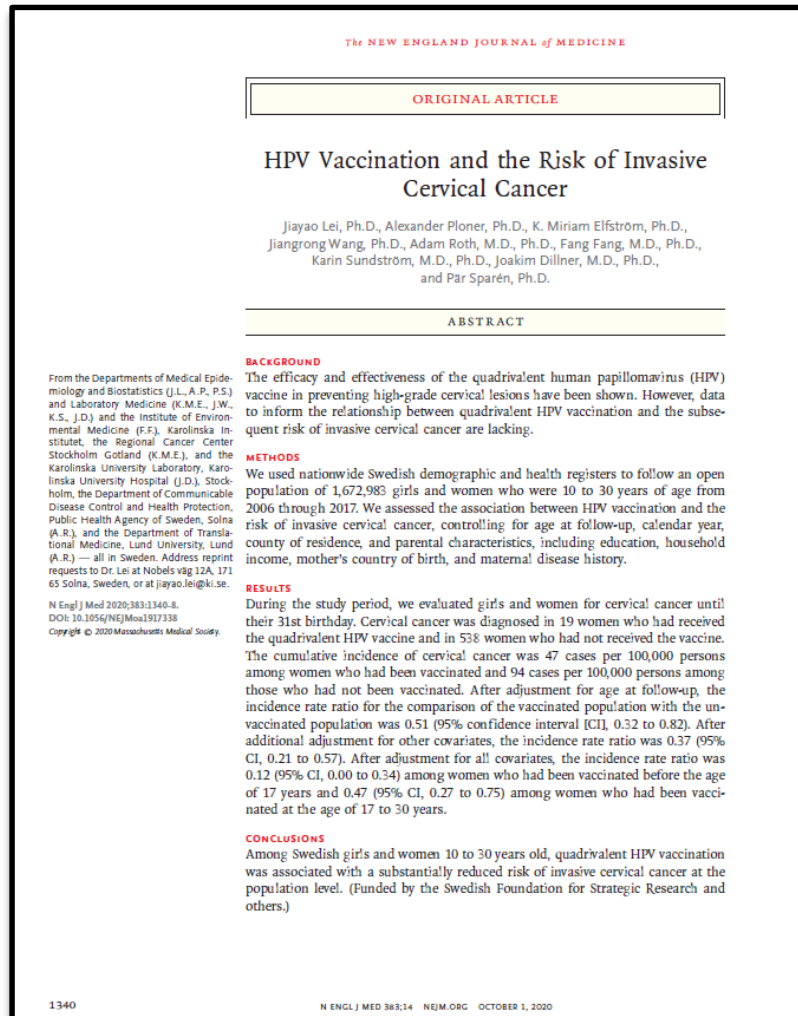 The NEW ENGLAND JOURNAL of MEDICINE
ORIGINAL ARTICLE
HPV Vaccination and the Risk of Invasive
Cervical Cancer
Jiayao Lei, Ph.D., Alexander Ploner, Ph.D., K. Miriam Elfström, Ph.D.,
Jiangrong Wang, Ph.D., Adam Roth, M.D., Ph.D., Fang Fang, M.D., Ph.D.,
Karin Sundström, M.D., Ph.D., Joakim Dillner, M.D., Ph.D.,
and Pär Sparén, Ph.D.
ABSTRACT
From the Departments of Medical Epide-
miology and Biostatistics (J.L., A.P., P.S.)
and Laboratory Medicine (K.M.E., J.W.,
K.S., J.D.) and the Institute of Environ-
mental Medicine (F.F.), Karolinska In-
stitutet, the Regional Cancer Center
Stockholm Gotland (K.M.E.), and the
Karolinska University Laboratory, Karo-
linska University Hospital (J.D.), Stock-
holm, the Department of Communicable
Disease Control and Health Protection,
Public Health Agency of Sweden, Solna
(A.R.), and the Department of Transla-
tional Medicine, Lund University, Lund
(A.R.) — all in Sweden. Address reprint
requests to Dr. Lei at Nobels väg 12A, 171
65 Solna, Sweden, or at jiayao.lei@ki.se.
N Engl J Med 2020;383:1340-8.
DOI: 10.1056/NEJMoa1917338
Copyright © 2020 Massachusetts Medical Society.
BACKGROUND
The efficacy and effectiveness of the quadrivalent human papillomavirus (HPV)
vaccine in preventing high-grade cervical lesions have been shown. However, data
to inform the relationship between quadrivalent HPV vaccination and the subse-
quent risk of invasive cervical cancer are lacking.
METHODS
We used nationwide Swedish demographic and health registers to follow an open
population of 1,672,983 girls and women who were 10 to 30 years of age from
2006 through 2017. We assessed the association between HPV vaccination and the
risk of invasive cervical cancer, controlling for age at follow-up, calendar year,
county of residence, and parental characteristics, including education, household
income, mother's country of birth, and maternal disease history.
RESULTS
During the study period, we evaluated girls and women for cervical cancer until
their 31st birthday. Cervical cancer was diagnosed in 19 women who had received
the quadrivalent HPV vaccine and in 538 women who had not received the vaccine.
The cumulative incidence of cervical cancer was 47 cases per 100,000 persons
among women who had been vaccinated and 94 cases per 100,000 persons among
those who had not been vaccinated. After adjustment for age at follow-up, the
incidence rate ratio for the comparison of the vaccinated population with the un-
vaccinated population was 0.51 (95% confidence interval [CI], 0.32 to 0.82). After
additional adjustment for other covariates, the incidence rate ratio was 0.37 (95%
CI, 0.21 to 0.57). After adjustment for all covariates, the incidence rate ratio was
0.12 (95% CI, 0.00 to 0.34) among women who had been vaccinated before the age
of 17 years and 0.47 (95% CI, 0.27 to 0.75) among women who had been vacci-
nated at the age of 17 to 30 years.
CONCLUSIONS
Among Swedish girls and women 10 to 30 years old, quadrivalent HPV vaccination
was associated with a substantially reduced risk of invasive cervical cancer at the
population level. (Funded by the Swedish Foundation for Strategic Research and
others.)
1340
N ENGL J MED 383;14 NEJM.ORG OCTOBER 1, 2020